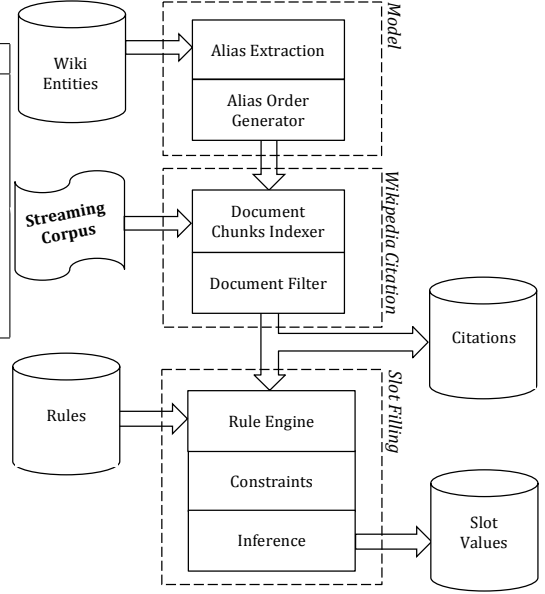 Model
Wiki
Entities
Alias Extraction
Alias Order
Generator
Wikipedia Citation
Streaming
Corpus
Document
Chunks Indexer
Document Filter
Citations
Slot Filling
Rules
Rule Engine
Constraints
Inference
Slot
Values